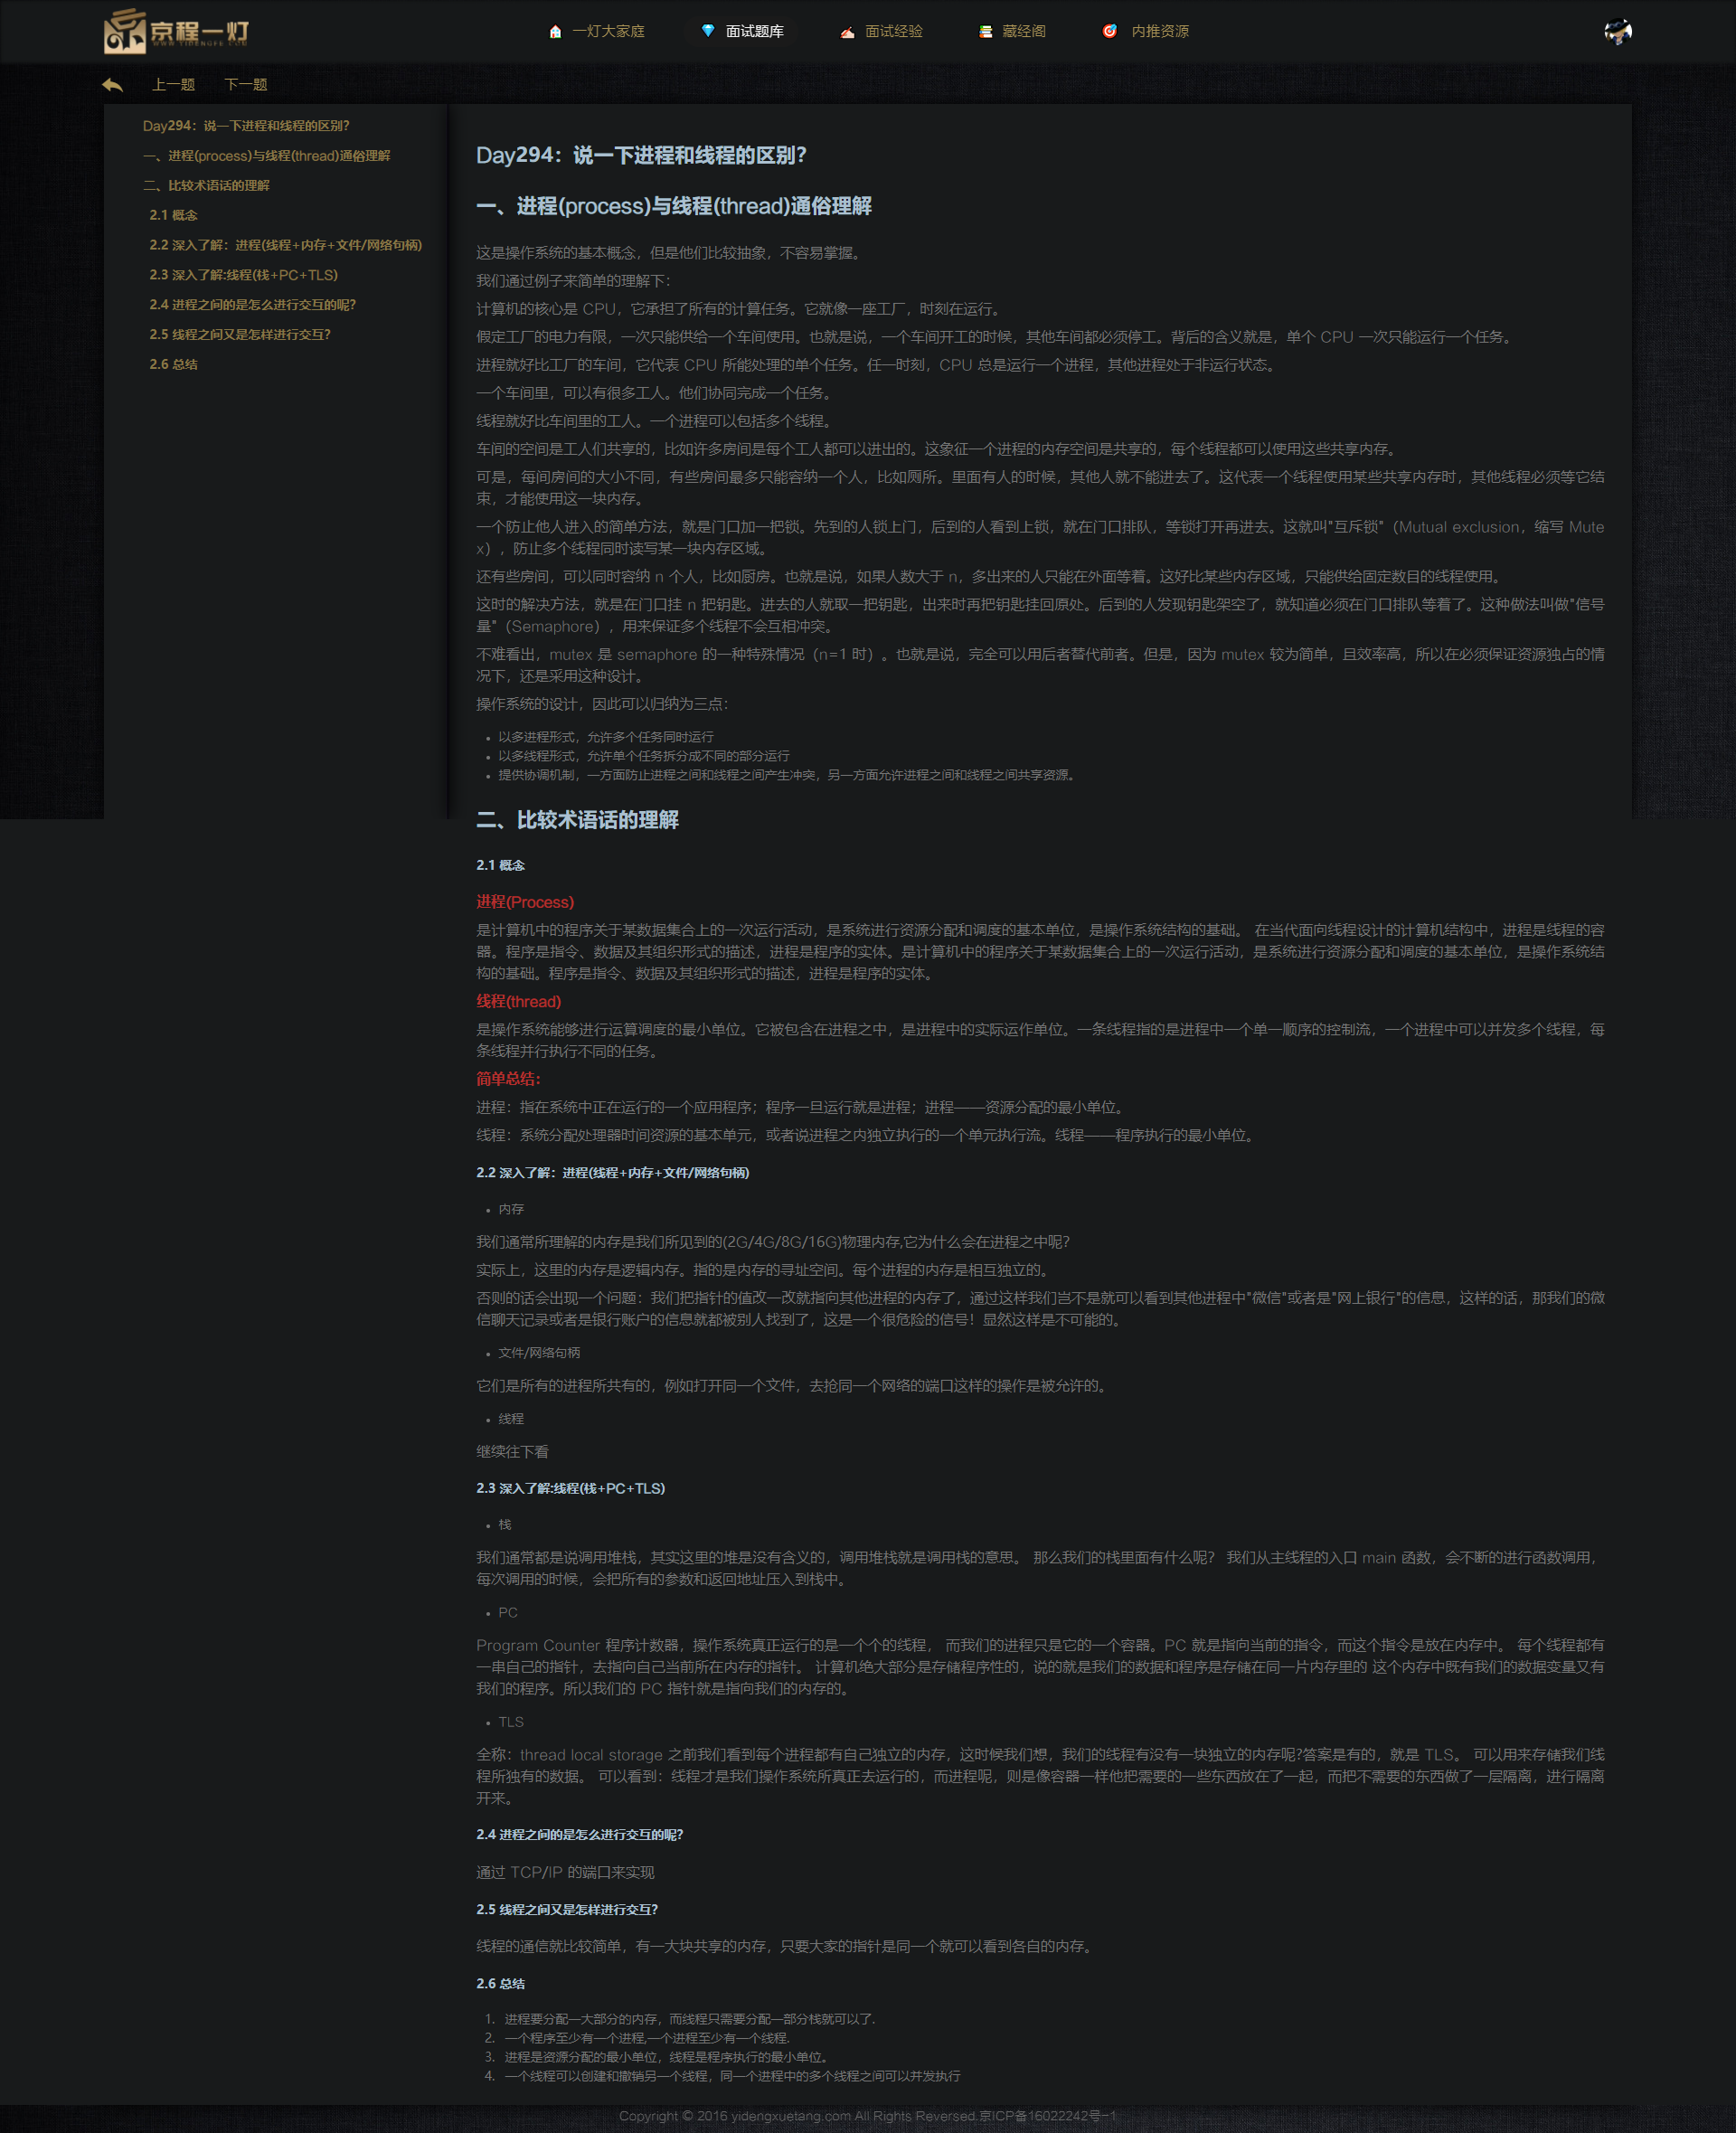 京程一灯
WWW.YIDENGFE.COM
一灯大家庭
面试题库
面试经验
藏经阁
内推资源
上一题
下一题
Day294：说一下进程和线程的区别？
一、进程(process)与线程(thread)通俗理解
二、比较术语话的理解
2.1 概念
2.2 深入了解：进程(线程+内存+文件/网络句柄)
2.3 深入了解:线程(栈+PC+TLS)
2.4 进程之间的是怎么进行交互的呢？
2.5 线程之间又是怎样进行交互？
2.6 总结
Day294：说一下进程和线程的区别？
一、进程(process)与线程(thread)通俗理解
这是操作系统的基本概念，但是他们比较抽象，不容易掌握。
我们通过例子来简单的理解下：
计算机的核心是 CPU，它承担了所有的计算任务。它就像一座工厂，时刻在运行。
假定工厂的电力有限，一次只能供给一个车间使用。也就是说，一个车间开工的时候，其他车间都必须停工。背后的含义就是，单个 CPU 一次只能运行一个任务。
进程就好比工厂的车间，它代表 CPU 所能处理的单个任务。任一时刻，CPU 总是运行一个进程，其他进程处于非运行状态。
一个车间里，可以有很多工人。他们协同完成一个任务。
线程就好比车间里的工人。一个进程可以包括多个线程。
车间的空间是工人们共享的，比如许多房间是每个工人都可以进出的。这象征一个进程的内存空间是共享的，每个线程都可以使用这些共享内存。
可是，每间房间的大小不同，有些房间最多只能容纳一个人，比如厕所。里面有人的时候，其他人就不能进去了。这代表一个线程使用某些共享内存时，其他线程必须等它结
束，才能使用这一块内存。
一个防止他人进入的简单方法，就是门口加一把锁。先到的人锁上门，后到的人看到上锁，就在门口排队，等锁打开再进去。这就叫"互斥锁"（Mutual exclusion，缩写 Mute
x），防止多个线程同时读写某一块内存区域。
还有些房间，可以同时容纳 n 个人，比如厨房。也就是说，如果人数大于 n，多出来的人只能在外面等着。这好比某些内存区域，只能供给固定数目的线程使用。
这时的解决方法，就是在门口挂 n 把钥匙。进去的人就取一把钥匙，出来时再把钥匙挂回原处。后到的人发现钥匙架空了，就知道必须在门口排队等着了。这种做法叫做"信号
量"（Semaphore），用来保证多个线程不会互相冲突。
不难看出，mutex 是 semaphore 的一种特殊情况（n=1 时）。也就是说，完全可以用后者替代前者。但是，因为 mutex 较为简单，且效率高，所以在必须保证资源独占的情
况下，还是采用这种设计。
操作系统的设计，因此可以归纳为三点：
• 以多进程形式，允许多个任务同时运行
• 以多线程形式，允许单个任务拆分成不同的部分运行
• 提供协调机制，一方面防止进程之间和线程之间产生冲突，另一方面允许进程之间和线程之间共享资源。
二、比较术语话的理解
2.1 概念
进程(Process)
是计算机中的程序关于某数据集合上的一次运行活动，是系统进行资源分配和调度的基本单位，是操作系统结构的基础。 在当代面向线程设计的计算机结构中，进程是线程的容
器。程序是指令、数据及其组织形式的描述，进程是程序的实体。是计算机中的程序关于某数据集合上的一次运行活动，是系统进行资源分配和调度的基本单位，是操作系统结
构的基础。程序是指令、数据及其组织形式的描述，进程是程序的实体。
线程(thread)
是操作系统能够进行运算调度的最小单位。它被包含在进程之中，是进程中的实际运作单位。一条线程指的是进程中一个单一顺序的控制流，一个进程中可以并发多个线程，每
条线程并行执行不同的任务。
简单总结：
进程：指在系统中正在运行的一个应用程序；程序一旦运行就是进程；进程——资源分配的最小单位。
线程：系统分配处理器时间资源的基本单元，或者说进程之内独立执行的一个单元执行流。线程——程序执行的最小单位。
2.2 深入了解：进程(线程+内存+文件/网络句柄)
• 内存
我们通常所理解的内存是我们所见到的(2G/4G/8G/16G)物理内存,它为什么会在进程之中呢？
实际上，这里的内存是逻辑内存。指的是内存的寻址空间。每个进程的内存是相互独立的。
否则的话会出现一个问题：我们把指针的值改一改就指向其他进程的内存了，通过这样我们岂不是就可以看到其他进程中"微信"或者是"网上银行"的信息，这样的话，那我们的微
信聊天记录或者是银行账户的信息就都被别人找到了，这是一个很危险的信号！显然这样是不可能的。
• 文件/网络句柄
它们是所有的进程所共有的，例如打开同一个文件，去抢同一个网络的端口这样的操作是被允许的。
• 线程
继续往下看
2.3 深入了解:线程(栈+PC+TLS)
• 栈
我们通常都是说调用堆栈，其实这里的堆是没有含义的，调用堆栈就是调用栈的意思。 那么我们的栈里面有什么呢？ 我们从主线程的入口 main 函数，会不断的进行函数调用，
每次调用的时候，会把所有的参数和返回地址压入到栈中。
• PC
Program Counter 程序计数器，操作系统真正运行的是一个个的线程， 而我们的进程只是它的一个容器。PC 就是指向当前的指令，而这个指令是放在内存中。 每个线程都有
一串自己的指针，去指向自己当前所在内存的指针。 计算机绝大部分是存储程序性的，说的就是我们的数据和程序是存储在同一片内存里的 这个内存中既有我们的数据变量又有
我们的程序。所以我们的 PC 指针就是指向我们的内存的。
• TLS
全称：thread local storage 之前我们看到每个进程都有自己独立的内存，这时候我们想，我们的线程有没有一块独立的内存呢?答案是有的，就是 TLS。 可以用来存储我们线
程所独有的数据。 可以看到：线程才是我们操作系统所真正去运行的，而进程呢，则是像容器一样他把需要的一些东西放在了一起，而把不需要的东西做了一层隔离，进行隔离
开来。
2.4 进程之间的是怎么进行交互的呢？
通过 TCP/IP 的端口来实现
2.5 线程之间又是怎样进行交互？
线程的通信就比较简单，有一大块共享的内存，只要大家的指针是同一个就可以看到各自的内存。
2.6 总结
1. 进程要分配一大部分的内存，而线程只需要分配一部分栈就可以了.
2. 一个程序至少有一个进程,一个进程至少有一个线程.
3. 进程是资源分配的最小单位，线程是程序执行的最小单位。
4. 一个线程可以创建和撤销另一个线程，同一个进程中的多个线程之间可以并发执行
Copyright © 2016 yidengxuetang.com All Rights Reversed.京ICP备16022242号-1